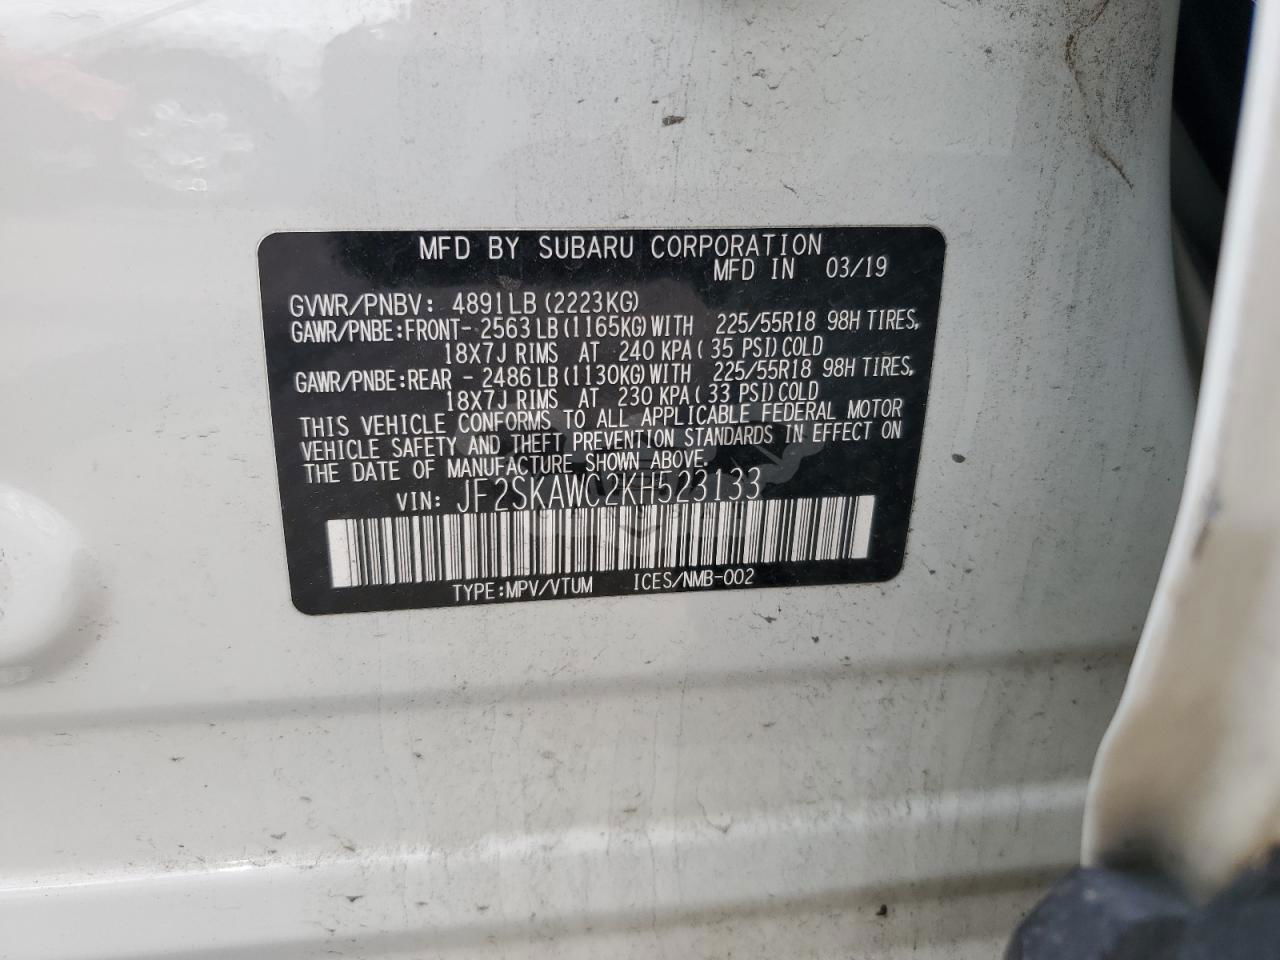 MFD BY SUBARU CORPORATION
MFD IN 03/19
GVWR/PNBV: 4891LB (2223KG)
GAWR/PNBE:FRONT- 2563LB (1165KG)WITH 225/55R18 98H TIRES,
18X7J RIMS AT 240 KPA( 35 PSI)COLD
GAWR/PNBE:REAR - 2486LB (1130KG)WITH 225/55R18 98H TIRES,
18X7J RIMS AT 230 KPA( 33 PSI)COLD
THIS VEHICLE CONFORMS TO ALL APPLICABLE FEDERAL MOTOR
VEHICLE SAFETY AND THEFT PREVENTION STANDARDS IN EFFECT ON
THE DATE OF MANUFACTURE SHOWN ABOVE.
VIN: JF2SKAWC2KH523133
TYPE:MPV/VTUM ICES/NMB-002